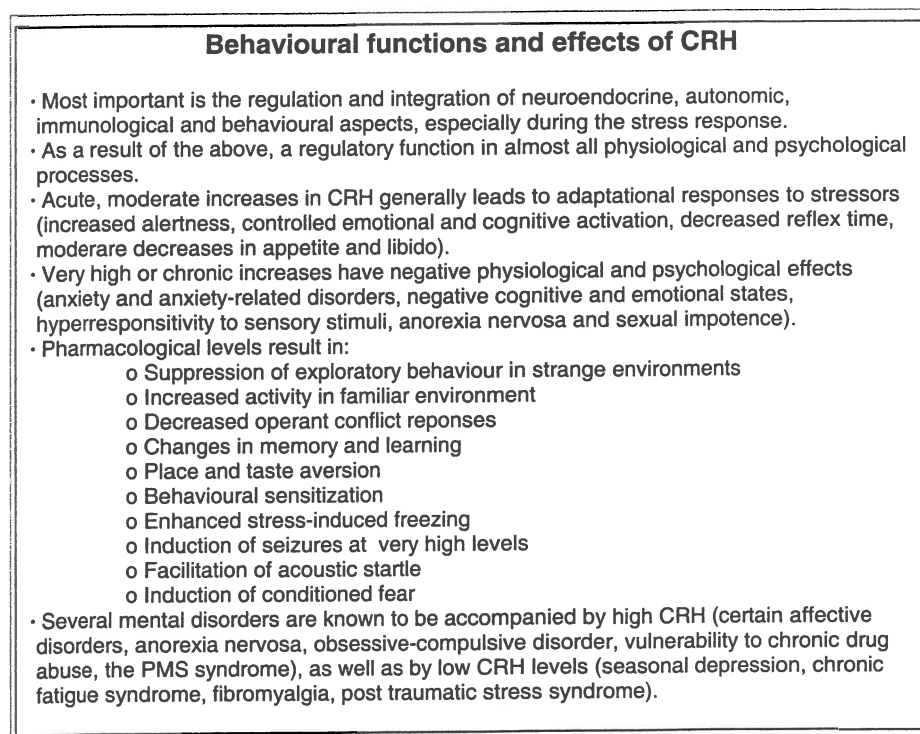 Behavioural functions and effects of CRH
· Most important is the regulation and integration of neuroendocrine, autonomic,
immunological and behavioural aspects, especially during the stress response.
· As a result of the above, a regulatory function in almost all physiological and psychological
processes.
· Acute, moderate increases in CRH generally leads to adaptational responses to stressors
(increased alertness, controlled emotional and cognitive activation, decreased reflex time,
moderare decreases in appetite and libido).
· Very high or chronic increases have negative physiological and psychological effects
(anxiety and anxiety-related disorders, negative cognitive and emotional states,
hyperresponsitivity to sensory stimuli, anorexia nervosa and sexual impotence).
· Pharmacological levels result in:
o Suppression of exploratory behaviour in strange environments
o Increased activity in familiar environment
o Decreased operant conflict reponses
o Changes in memory and learning
o Place and taste aversion
o Behavioural sensitization
o Enhanced stress-induced freezing
o Induction of seizures at very high levels
o Facilitation of acoustic startle
o Induction of conditioned fear
· Several mental disorders are known to be accompanied by high CRH (certain affective
disorders, anorexia nervosa, obsessive-compulsive disorder, vulnerability to chronic drug
abuse, the PMS syndrome), as well as by low CRH levels (seasonal depression, chronic
fatigue syndrome, fibromyalgia, post traumatic stress syndrome).